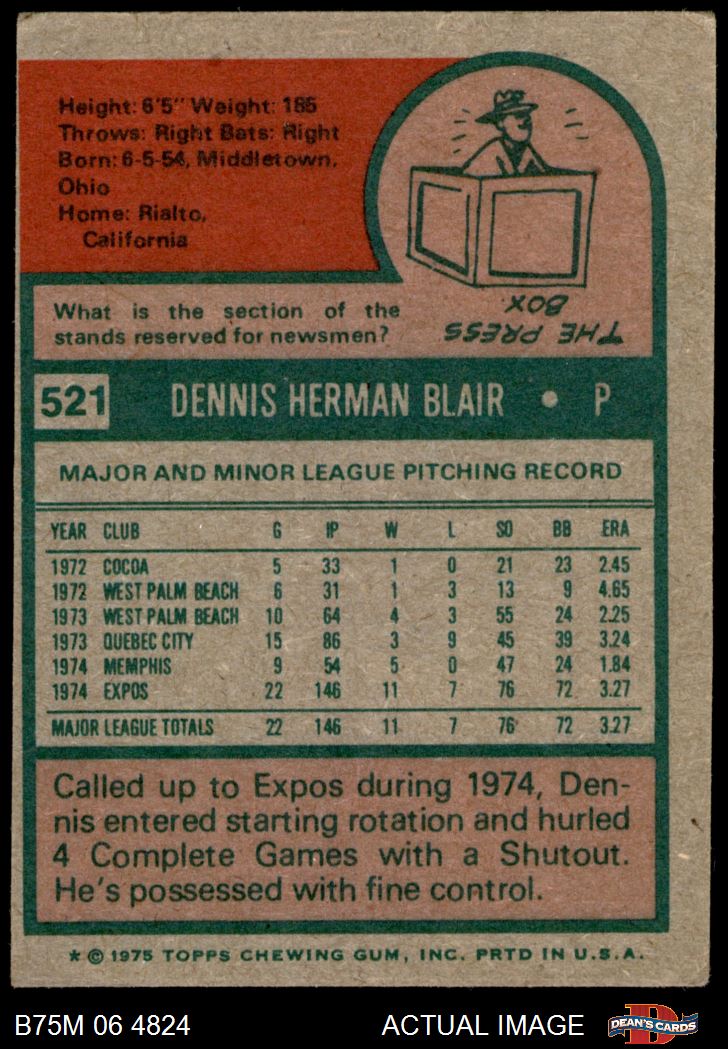 Height: 6'5" Weight: 185
Throws: Right Bats: Right
Born: 6-5-54, Middletown,
Ohio
Home: Rialto,
California
What is the section of the
stands reserved for newsmen?
THE PRESS
BOX
521 DENNIS HERMAN BLAIR • P
MAJOR AND MINOR LEAGUE PITCHING RECORD
YEAR CLUB G IP W L SO BB ERA
1972 COCOA 5 33 1 0 21 23 2.45
1972 WEST PALM BEACH 6 31 1 3 13 9 4.65
1973 WEST PALM BEACH 10 64 4 3 55 24 2.25
1973 QUEBEC CITY 15 86 3 9 45 39 3.24
1974 MEMPHIS 9 54 5 0 47 24 1.84
1974 EXPOS 22 146 11 7 76 72 3.27
MAJOR LEAGUE TOTALS 22 146 11 7 76 72 3.27
Called up to Expos during 1974, Den-
nis entered starting rotation and hurled
4 Complete Games with a Shutout.
He's possessed with fine control.
* © 1975 TOPPS CHEWING GUM, INC. PRTD IN U.S.A.
B75M 06 4824 ACTUAL IMAGE
D
DEAN'S CARDS